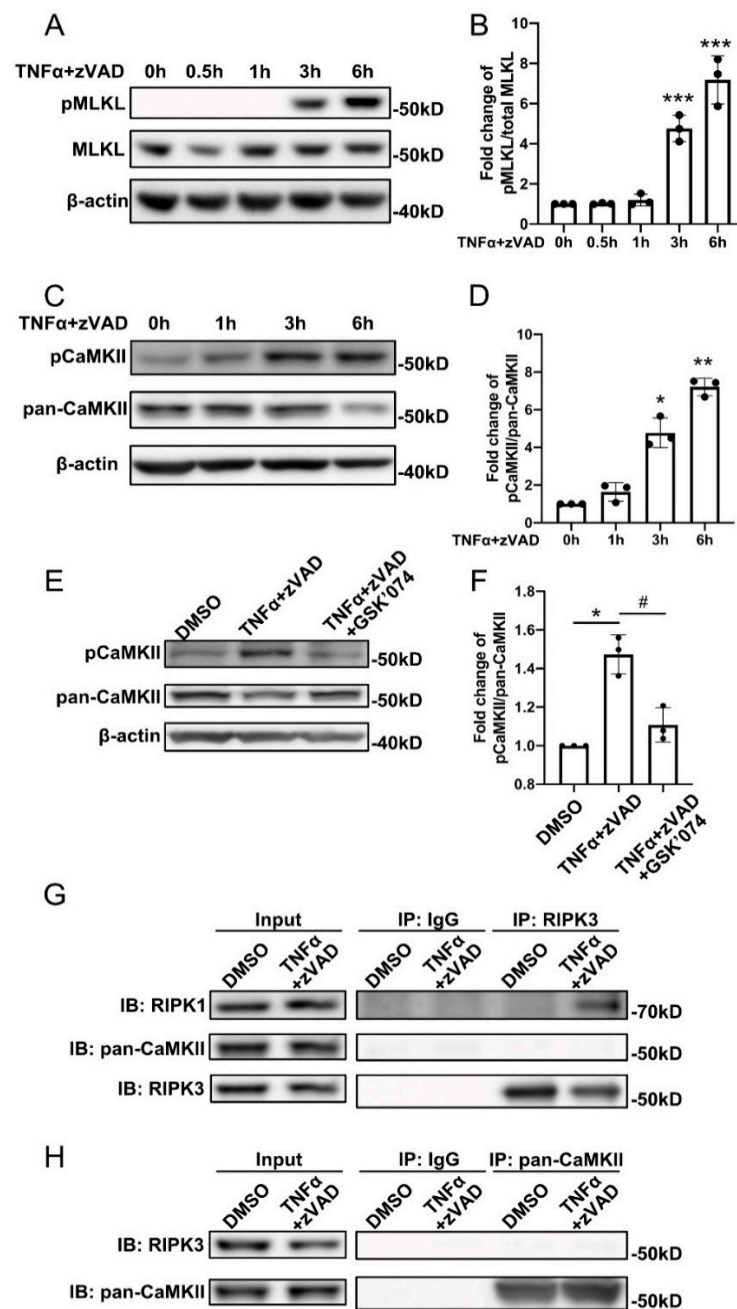 A
TNFα+zVAD 0h 0.5h 1h 3h 6h
pMLKL -50kD
MLKL -50kD
β-actin -40kD
B
Fold change of
pMLKL/total MLKL
10
8
6
4
2
0
*** ***
TNFα+zVAD 0h 0.5h 1h 3h 6h
C
TNFα+zVAD 0h 1h 3h 6h
pCaMKII -50kD
pan-CaMKII -50kD
β-actin -40kD
D
Fold change of
pCaMKII/pan-CaMKII
10
8
6
4
2
0
* **
TNFα+zVAD 0h 1h 3h 6h
E
DMSO
TNFα+zVAD
TNFα+zVAD
+GSK'074
pCaMKII -50kD
pan-CaMKII -50kD
β-actin -40kD
F
Fold change of
pCaMKII/pan-CaMKII
1.8
1.6
1.4
1.2
1.0
0.8
* #
DMSO
TNFα+zVAD
TNFα+zVAD
+GSK'074
G
Input IP: IgG IP: RIPK3
DMSO TNFα DMSO TNFα DMSO TNFα
+zVAD +zVAD +zVAD
IB: RIPK1 -70kD
IB: pan-CaMKII -50kD
IB: RIPK3 -50kD
H
Input IP: IgG IP: pan-CaMKII
DMSO TNFα DMSO TNFα DMSO TNFα
+zVAD +zVAD +zVAD
IB: RIPK3 -50kD
IB: pan-CaMKII -50kD